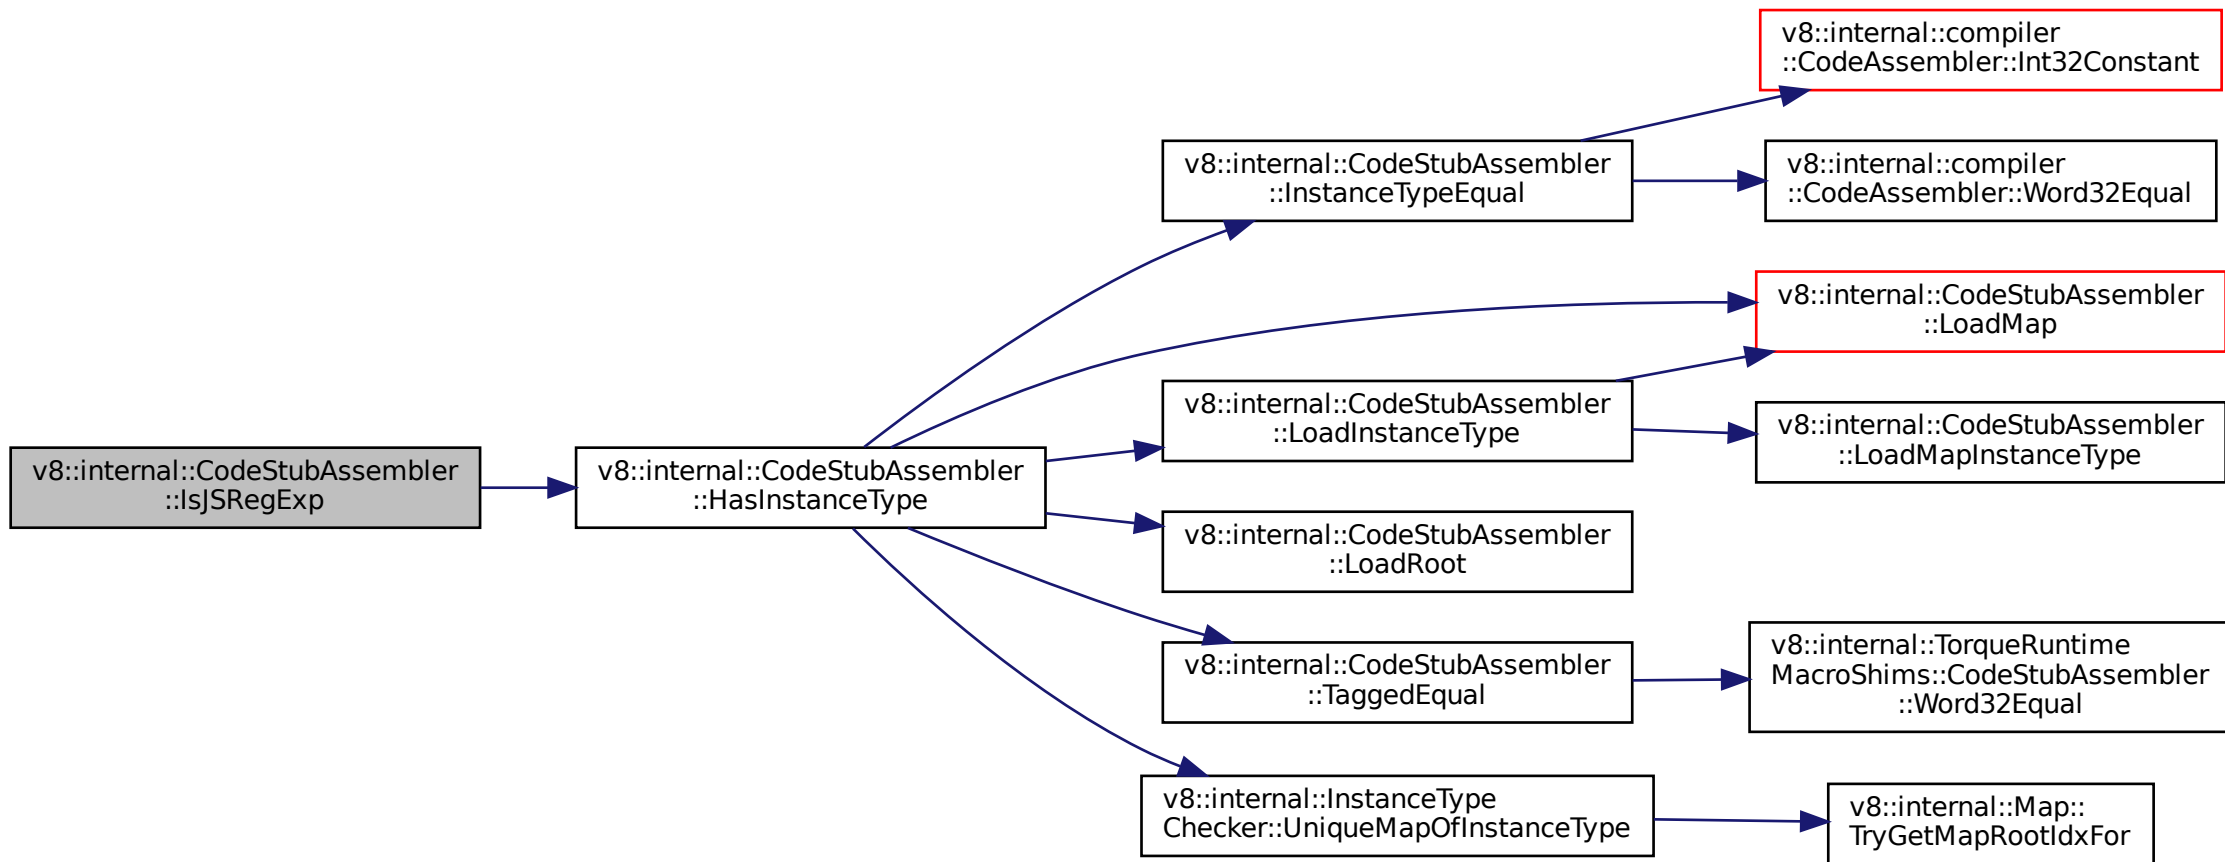 v8::internal::CodeStubAssembler
::IsJSRegExp
v8::internal::CodeStubAssembler
::HasInstanceType
v8::internal::CodeStubAssembler
::InstanceTypeEqual
v8::internal::compiler
::CodeAssembler::Int32Constant
v8::internal::compiler
::CodeAssembler::Word32Equal
v8::internal::CodeStubAssembler
::LoadMap
v8::internal::CodeStubAssembler
::LoadInstanceType
v8::internal::CodeStubAssembler
::LoadMapInstanceType
v8::internal::CodeStubAssembler
::LoadRoot
v8::internal::CodeStubAssembler
::TaggedEqual
v8::internal::TorqueRuntime
MacroShims::CodeStubAssembler
::Word32Equal
v8::internal::InstanceType
Checker::UniqueMapOfInstanceType
v8::internal::Map::
TryGetMapRootIdxFor